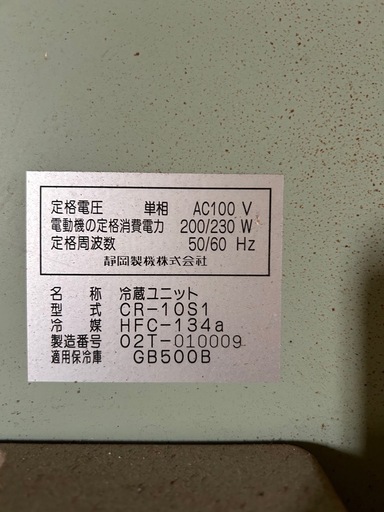 定格電圧 単相 AC100 V
電動機の定格消費電力 200/230 W
定格周波数 50/60 Hz
静岡製機株式会社
名称 冷蔵ユニット
型式 CR-10S1
冷媒 HFC-134a
製造番号 02T-010009
適用保冷庫 GB500B